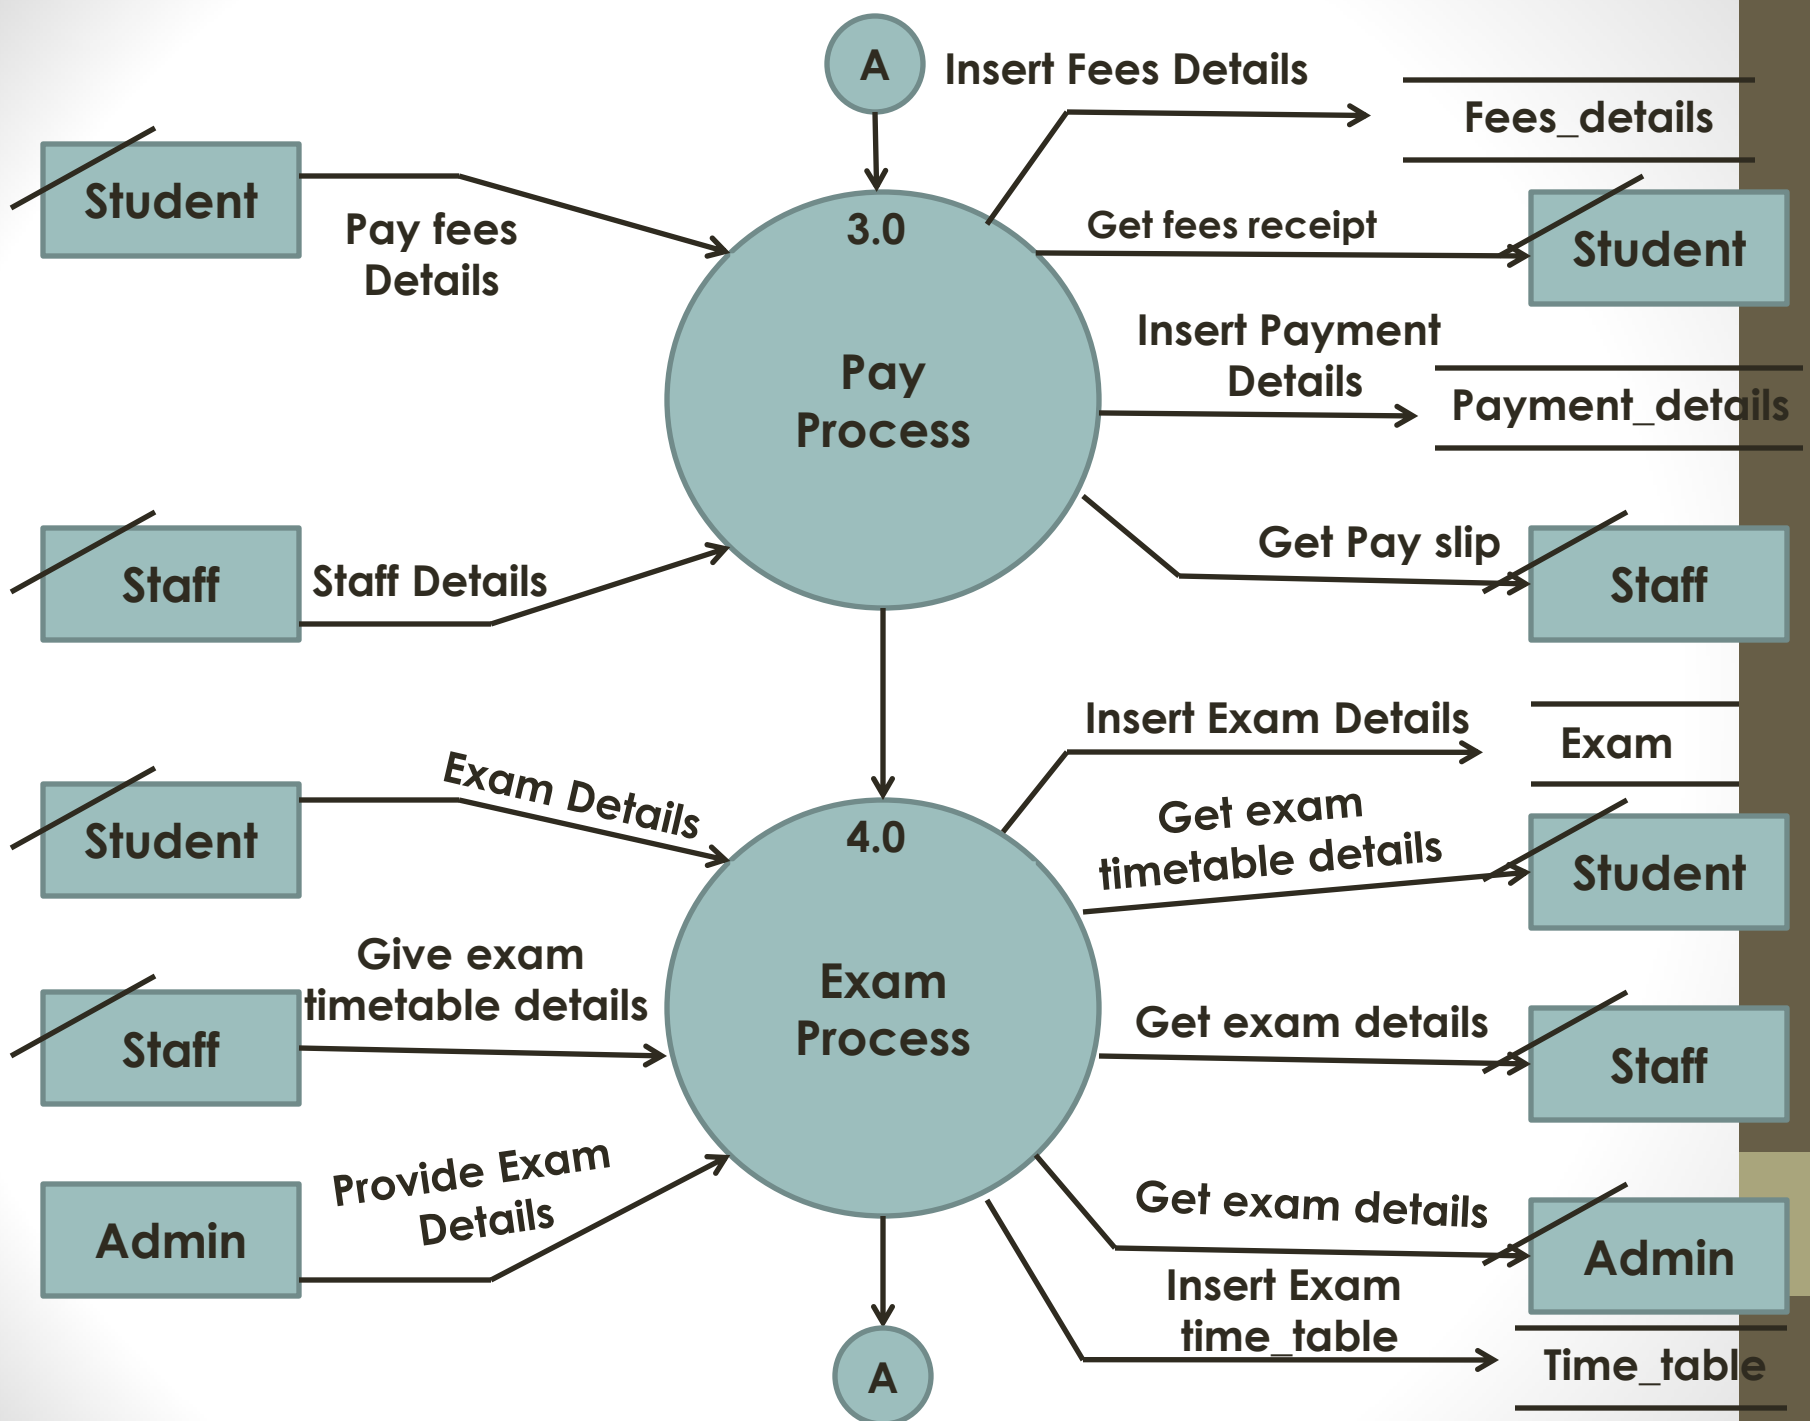 A
Insert Fees Details
Fees_details
Student
Pay fees
Details
3.0
Pay
Process
Get fees receipt
Student
Insert Payment
Details
Payment_details
Staff
Staff Details
Get Pay slip
Staff
Insert Exam Details
Exam
Student
Exam Details
4.0
Exam
Process
Get exam
timetable details
Student
Staff
Give exam
timetable details
Get exam details
Staff
Admin
Provide Exam
Details
Get exam details
Admin
Insert Exam
time_table
Time_table
A